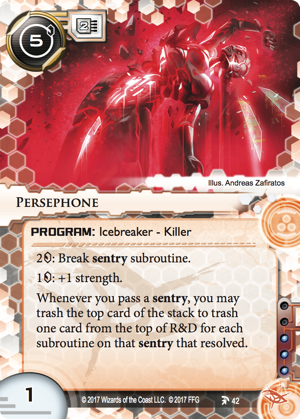 5
Illus. Andreas Zafiratos
PERSEPHONE
PROGRAM: Icebreaker - Killer
2: Break sentry subroutine.
1: +1 strength.
Whenever you pass a sentry, you may
trash the top card of the stack to trash
one card from the top of R&D for each
subroutine on that sentry that resolved.
1
© 2017 Wizards of the Coast LLC. © 2017 FFG
42